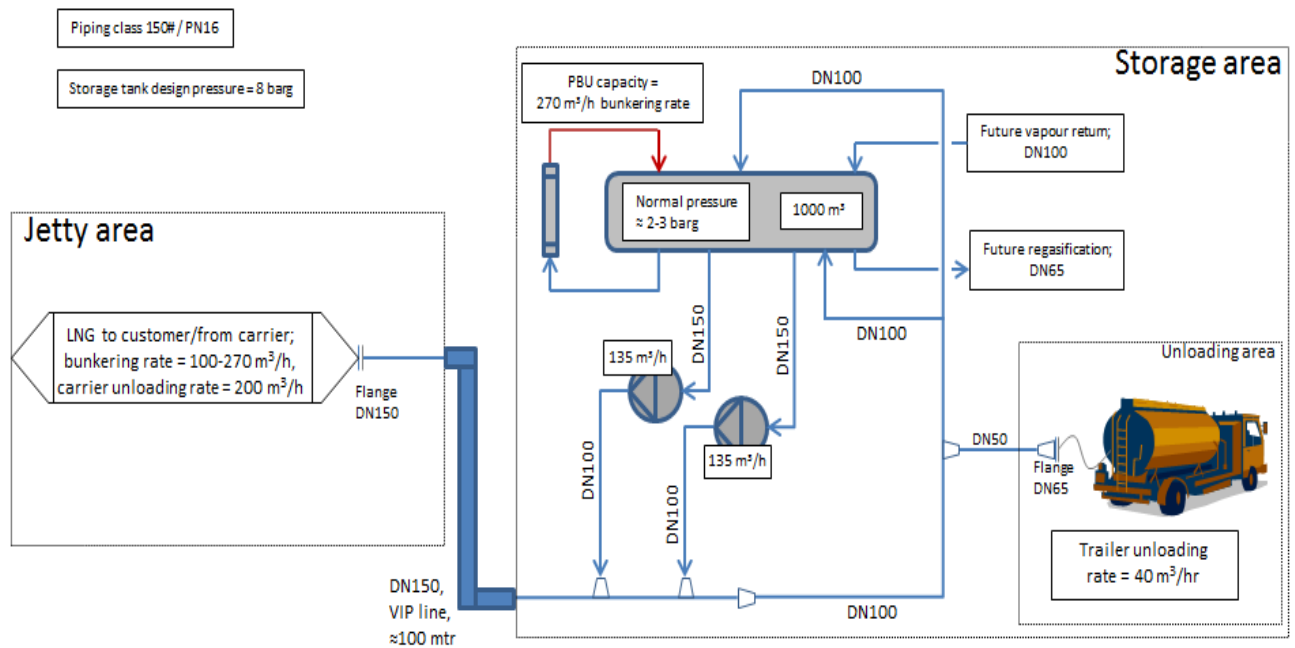 Piping class 150# / PN16
Storage tank design pressure = 8 barg
Storage area
PBU capacity =
270 m³/h bunkering rate
DN100
Future vapour return;
DN100
Normal pressure
≈ 2-3 barg
1000 m³
Future regasification;
DN65
Jetty area
LNG to customer/from carrier;
bunkering rate = 100-270 m³/h,
carrier unloading rate = 200 m³/h
Flange
DN150
DN150
DN150
DN100
135 m³/h
135 m³/h
DN100
DN100
Unloading area
DN50
Flange
DN65
Trailer unloading
rate = 40 m³/hr
DN150,
VIP line,
≈100 mtr
DN100